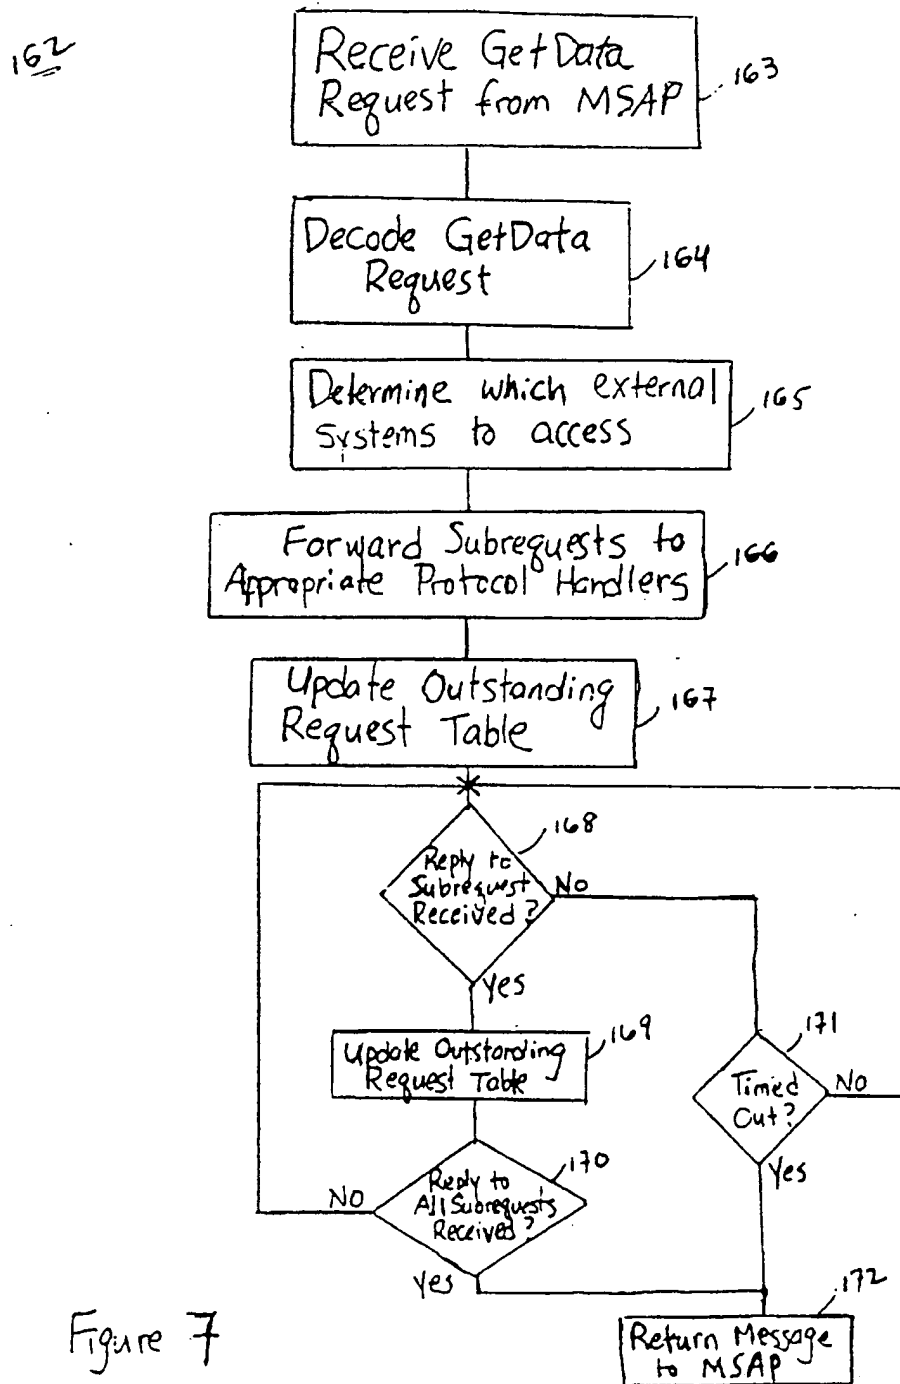 162
Receive GetData
Request from MSAP
163
Decode GetData
Request
164
Determine which external
systems to access
165
Forward Subrequests to
Appropriate Protocol Handlers
166
Update Outstanding
Request Table
167
168
Reply to
Subrequest
Received?
No
Yes
169
Update Outstanding
Request Table
171
Timed
Out?
No
Yes
170
Reply to
All Subrequests
Received?
No
Yes
172
Return Message
to MSAP
Figure 7